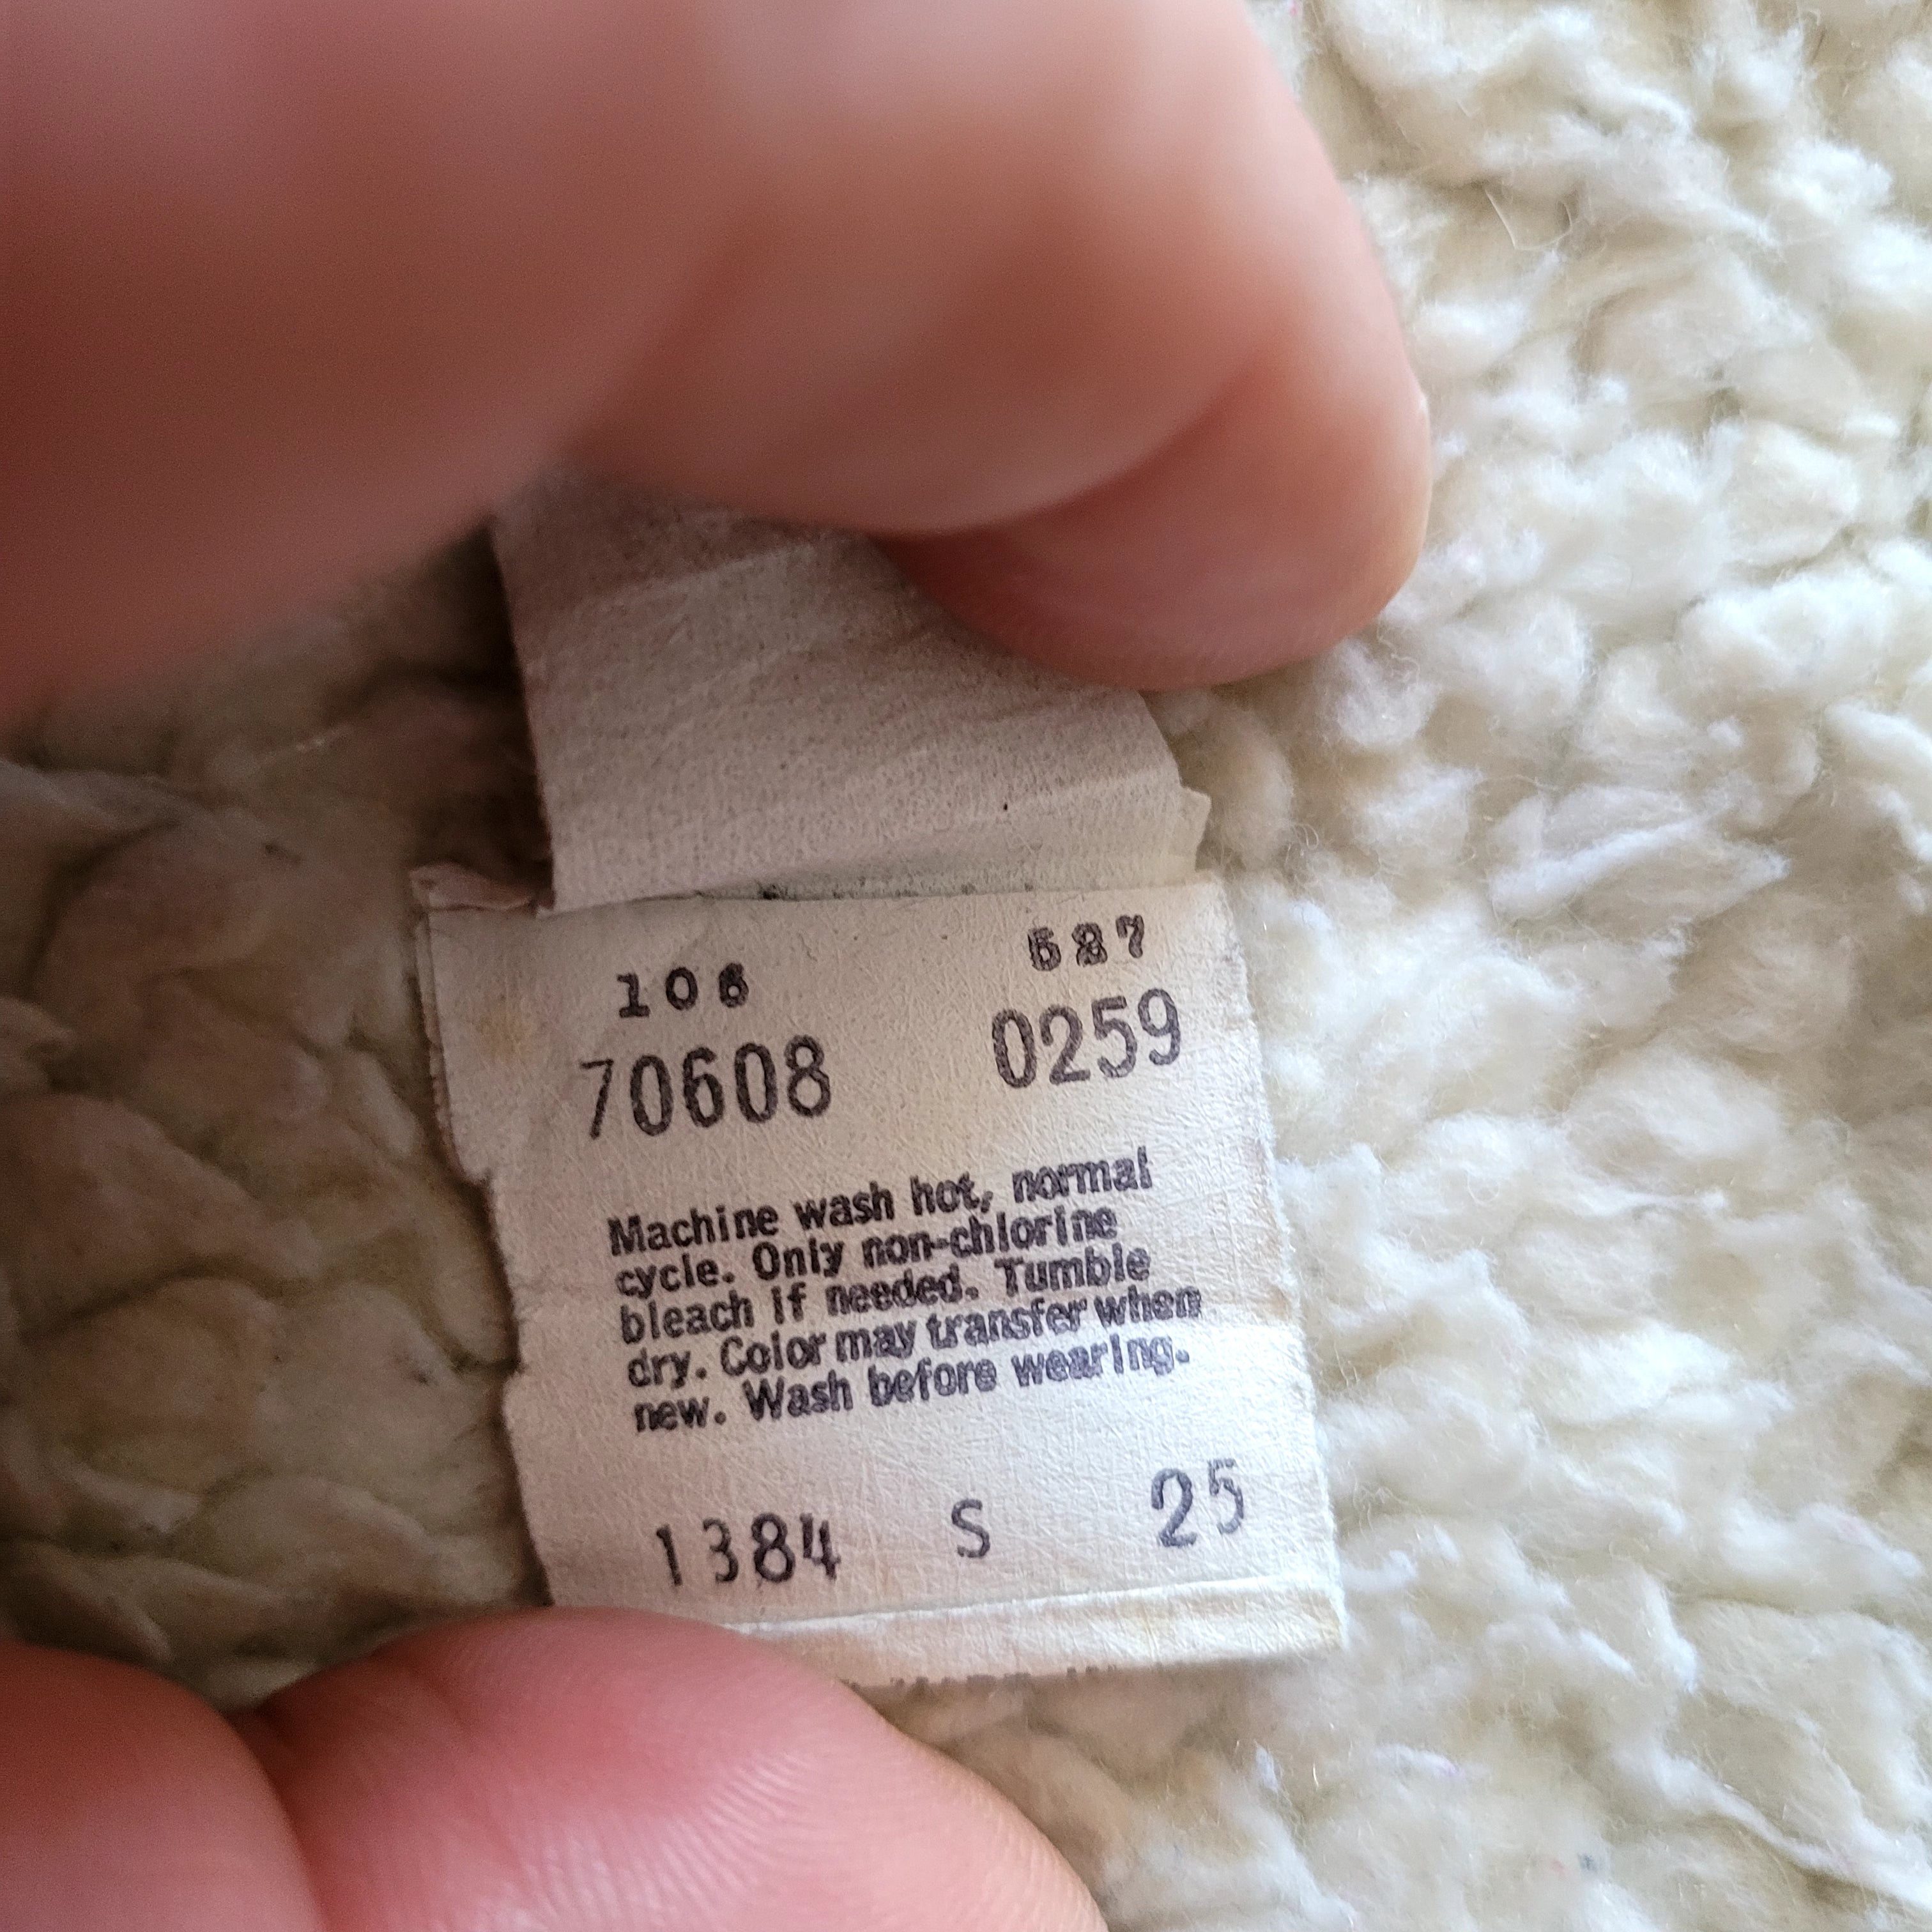 106 527
70608 0259
Machine wash hot, normal
cycle. Only non-chlorine
bleach if needed. Tumble
dry. Color may transfer when
new. Wash before wearing.
1384 S 25